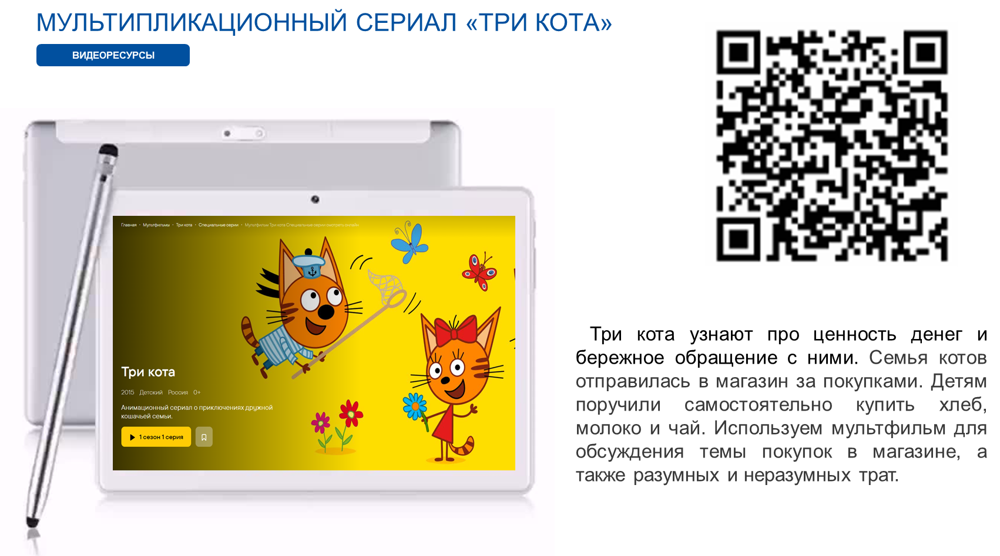 МУЛЬТИПЛИКАЦИОННЫЙ СЕРИАЛ «ТРИ КОТА»
ВИДЕОРЕСУРСЫ
Главная · Мультфильмы · Три кота · Специальные серии · Мультфильм Три кота Специальные серии смотреть онлайн
Три кота
2015 Детский Россия 0+
Анимационный сериал о приключениях дружной
кошачьей семьи.
1 сезон 1 серия
Три кота узнают про ценность денег и
бережное обращение с ними. Семья котов
отправилась в магазин за покупками. Детям
поручили самостоятельно купить хлеб,
молоко и чай. Используем мультфильм для
обсуждения темы покупок в магазине, а
также разумных и неразумных трат.